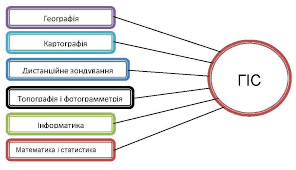 Географія
Картографія
Дистанційне зондування
Топографія і фотограмметрія
Інформатика
Математика і статистика
ГІС